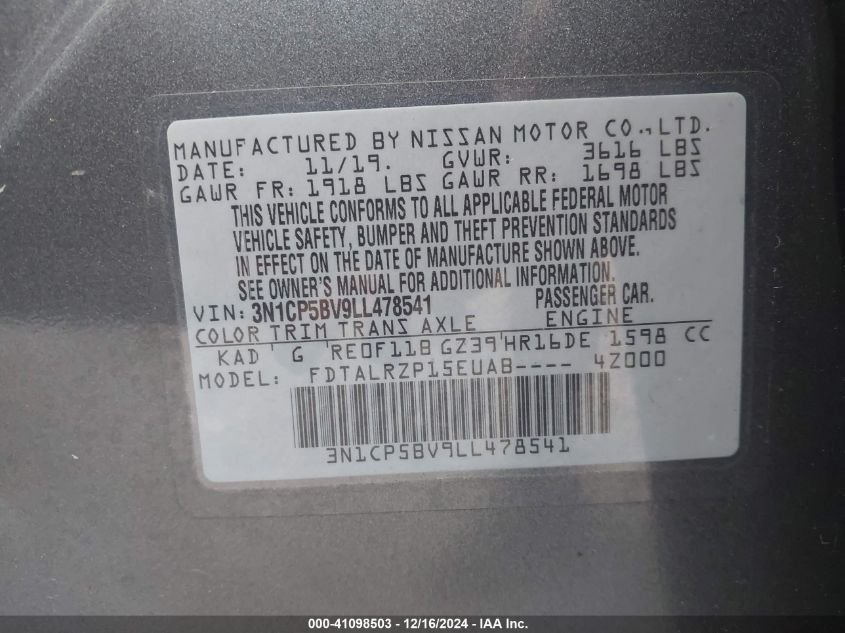 MANUFACTURED BY NISSAN MOTOR CO.,LTD.
DATE: 11/19. GVWR: 3616 LBS
GAWR FR: 1918 LBS GAWR RR: 1698 LBS
THIS VEHICLE CONFORMS TO ALL APPLICABLE FEDERAL MOTOR
VEHICLE SAFETY, BUMPER AND THEFT PREVENTION STANDARDS
IN EFFECT ON THE DATE OF MANUFACTURE SHOWN ABOVE.
SEE OWNER'S MANUAL FOR ADDITIONAL INFORMATION.
VIN: 3N1CP5BV9LL478541 PASSENGER CAR.
COLOR TRIM TRANS AXLE ENGINE
KAD G RE0F11B GZ39 HR16DE 1598 CC
MODEL: FDTALRZP15EUAB---- 4Z000
3N1CP5BV9LL478541
000-41098503 - 12/16/2024 - IAA Inc.